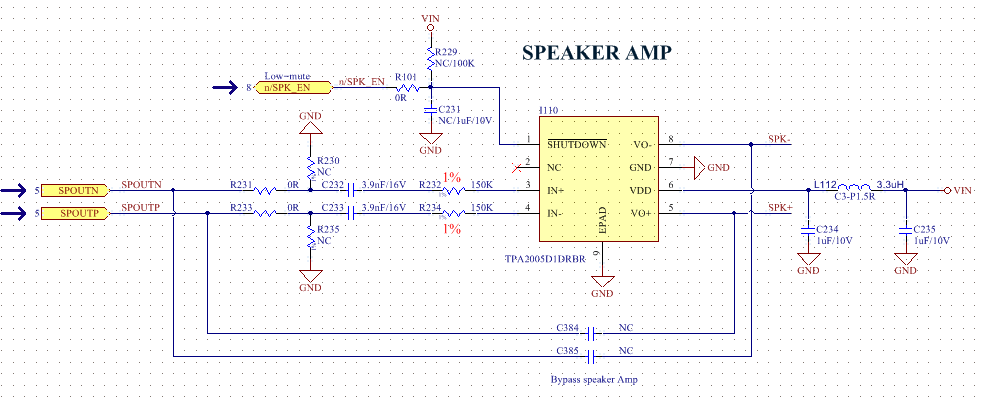 VIN
SPEAKER AMP
R229
NC/100K
Low-mute
8 n/SPK_EN
n/SPK_EN
R101
0R
C231
NC/1uF/10V
GND
GND
I110
1 SHUTDOWN VO- 8 SPK-
2 NC GND 7 GND
R230
NC
1%
5 SPOUTN SPOUTN R231 0R C232 3.9nF/16V R232 150K 3 IN+ VDD 6 L112 3.3uH VIN
C3-P1.5R
5 SPOUTP SPOUTP R233 0R C233 3.9nF/16V R234 150K 4 IN- VO+ 5 SPK+
1%
EPAD
R235
NC
C234
1uF/10V
C235
1uF/10V
9
TPA2005D1DRBR
GND
GND
GND
GND
C384 NC
C385 NC
Bypass speaker Amp